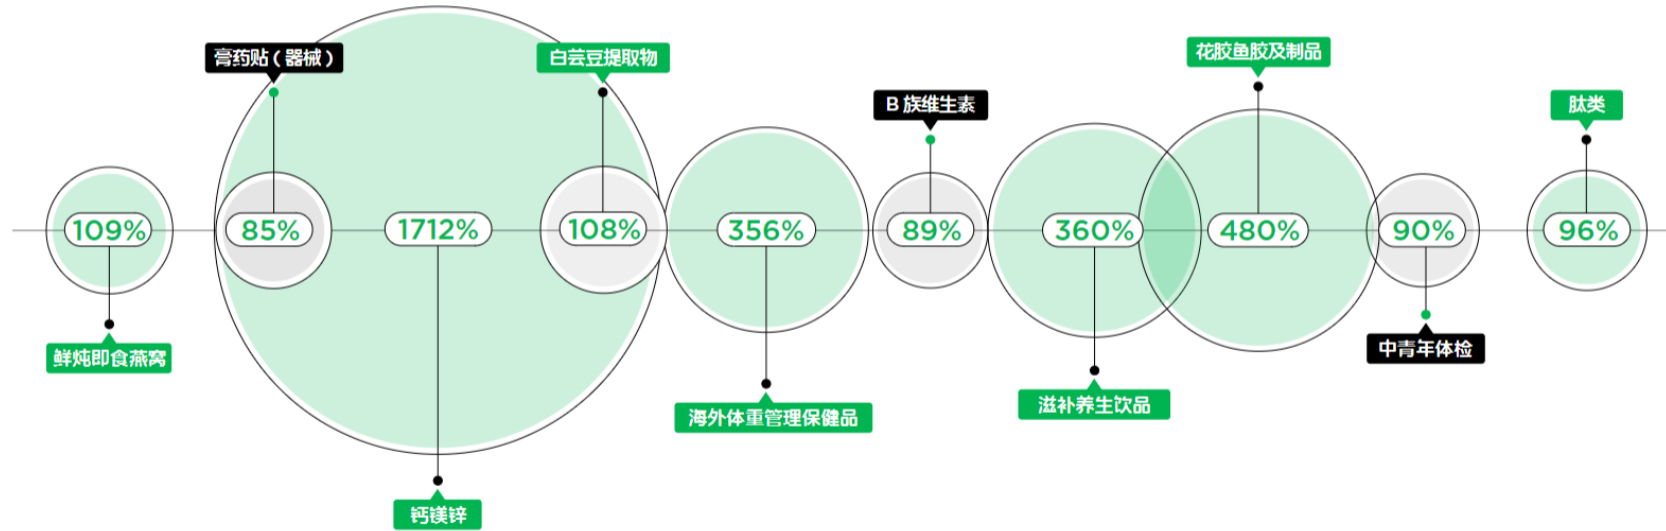 膏药贴（器械）
白芸豆提取物
花胶鱼胶及制品
B 族维生素
肽类
109%
85%
1712%
108%
356%
89%
360%
480%
90%
96%
鲜炖即食燕窝
中青年体检
海外体重管理保健品
滋补养生饮品
钙镁锌